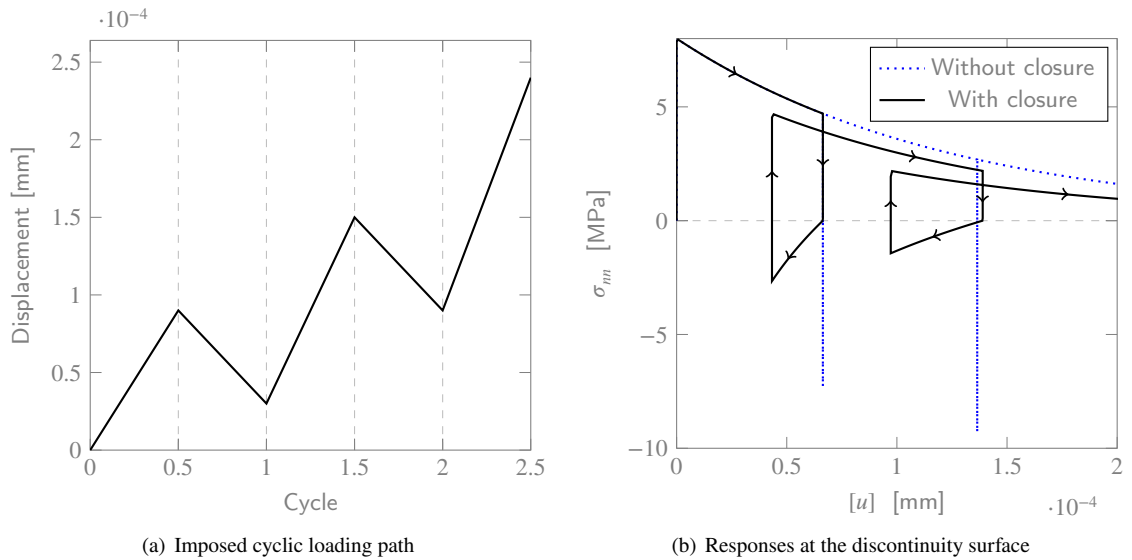 ·10⁻⁴
2.5
2
1.5
1
0.5
0
0
0.5
1
1.5
2
2.5
Displacement [mm]
Cycle
(a) Imposed cyclic loading path
Without closure
With closure
5
0
−5
−10
0
0.5
1
1.5
2
·10⁻⁴
σnn [MPa]
[u] [mm]
(b) Responses at the discontinuity surface